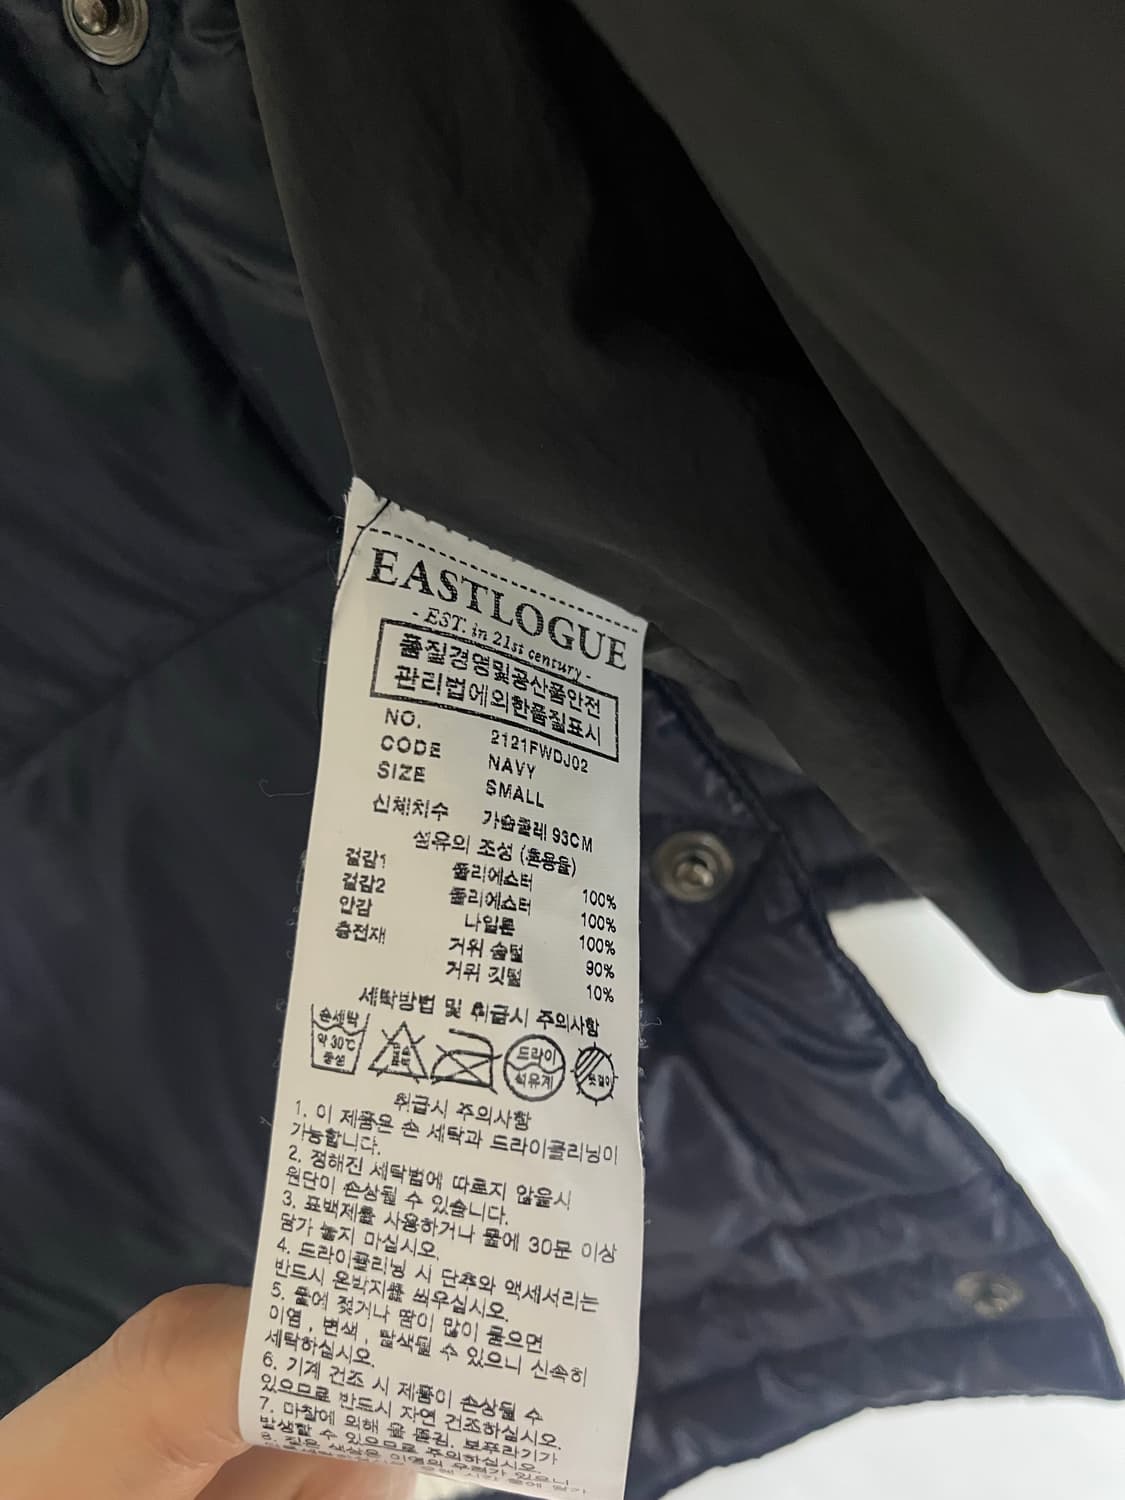 EASTLOGUE
- EST. in 21st century -
품질경영및공산품안전
관리법에의한품질표시
NO. 2121FWDJ02
CODE NAVY
SIZE SMALL
신체치수 가슴둘레 93CM
섬유의 조성 (혼용율)
겉감1 폴리에스터 100%
겉감2 폴리에스터 100%
안감 나일론 100%
충전재 거위 솜털 90%
거위 깃털 10%
세탁방법 및 취급시 주의사항
손세탁
약 30℃
중성
드라이
석유계
옷걸이
취급시 주의사항
1. 이 제품은 손 세탁과 드라이클리닝이
가능합니다.
2. 정해진 세탁법에 따르지 않을시
원단이 손상될 수 있습니다.
3. 표백제를 사용하거나 물에 30분 이상
담가 놓지 마십시오.
4. 드라이클리닝 시 단추와 액세서리는
반드시 은박지를 씌우십시오.
5. 물에 젖거나 땀이 많이 묻으면
이염, 변색, 탈색될 수 있으니 신속히
세탁하십시오.
6. 기계 건조 시 제품이 손상될 수
있으므로 반드시 자연 건조하십시오.
7. 마찰에 의해 보풀, 보푸라기가
발생할 수 있으므로 주의하십시오.